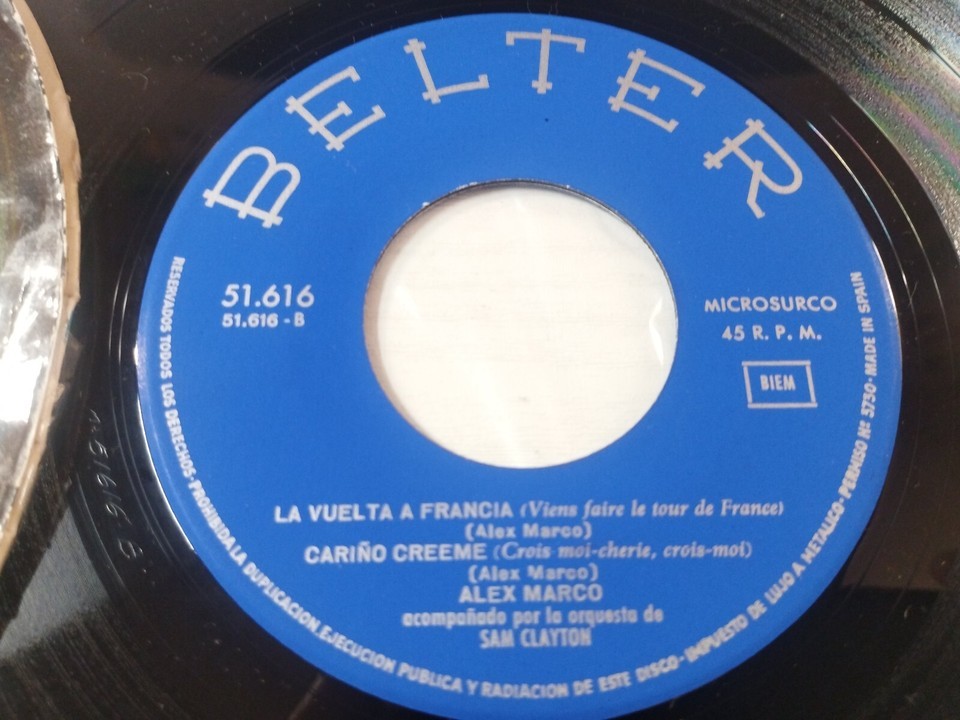 BELTER
51.616
51.616 - B
MICROSURCO
45 R. P. M.
BIEM
LA VUELTA A FRANCIA (Viens faire le tour de France)
(Alex Marco)
CARIÑO CREEME (Crois moi-cherie, crois-moi)
(Alex Marco)
ALEX MARCO
acompañado por la orquesta de
SAM CLAYTON
RESERVADOS TODOS LOS DERECHOS·PROHIBIDA LA DUPLICACION, EJECUCION PUBLICA Y RADIACION DE ESTE DISCO·IMPUESTO DE LUJO A METALICO·PERMISO Nº 5750·MADE IN SPAIN